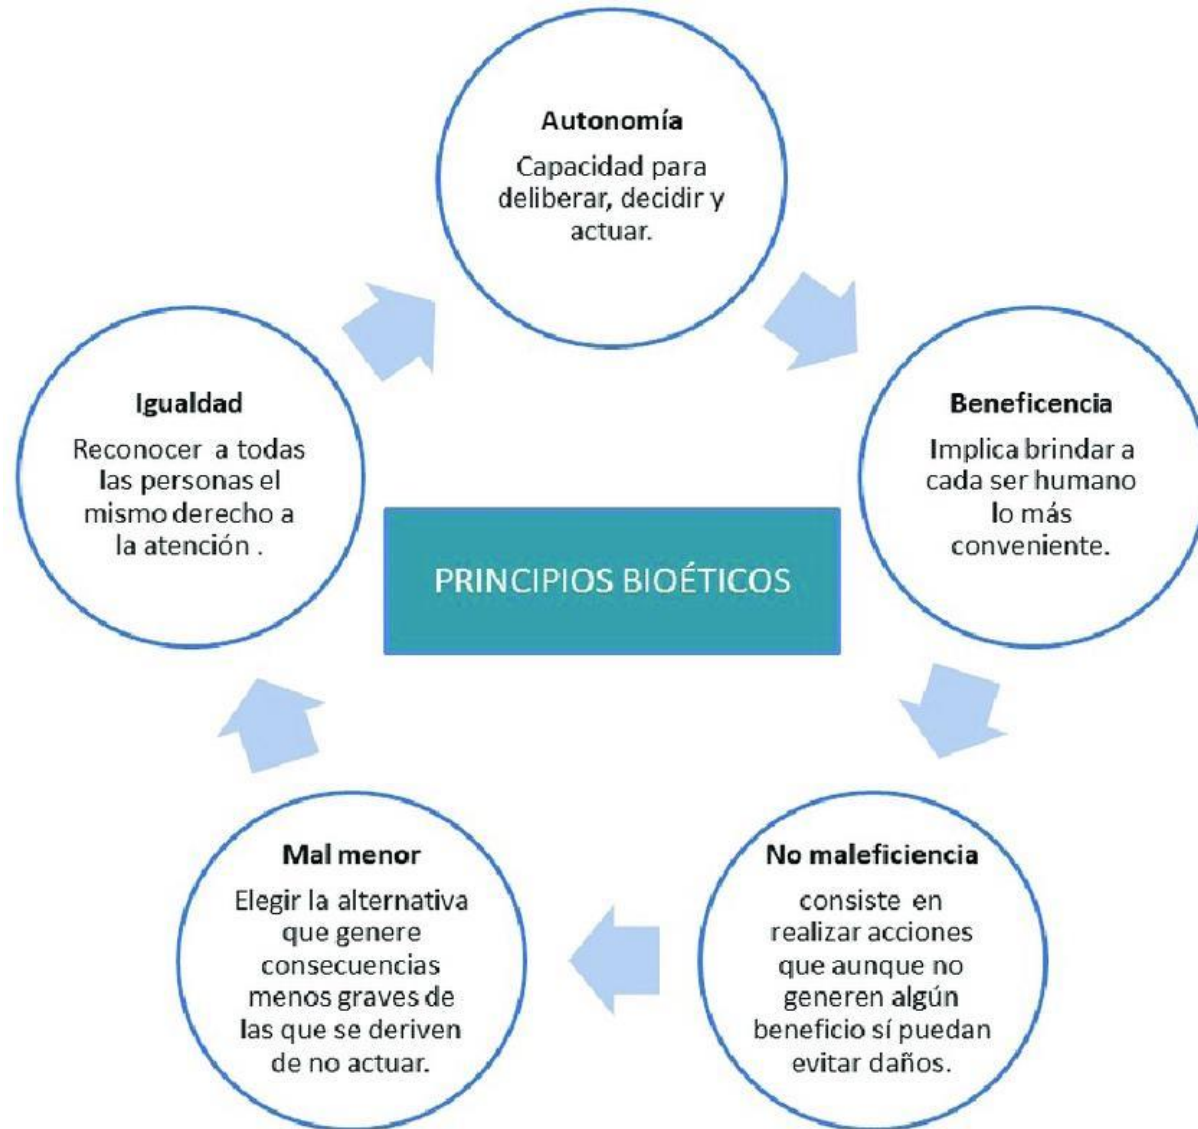 Autonomía
Capacidad para
deliberar, decidir y
actuar.
Beneficencia
Implica brindar a
cada ser humano
lo más
conveniente.
No maleficiencia
consiste en
realizar acciones
que aunque no
generen algún
beneficio sí puedan
evitar daños.
Mal menor
Elegir la alternativa
que genere
consecuencias
menos graves de
las que se deriven
de no actuar.
Igualdad
Reconocer a todas
las personas el
mismo derecho a
la atención .
PRINCIPIOS BIOÉTICOS